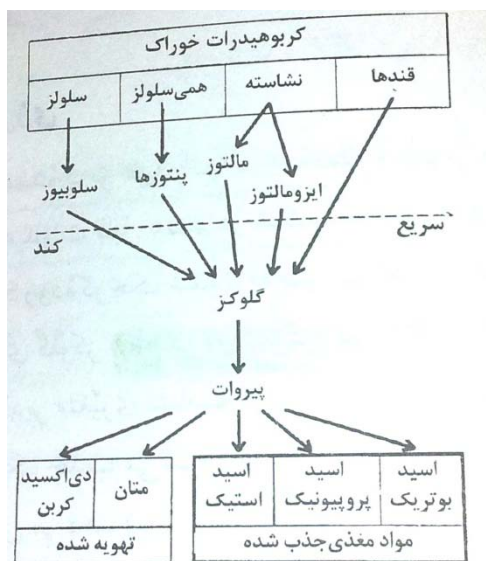 کربوهیدرات خوراک
قندها نشاسته همی‌سلولز سلولز
مالتوز پنتوزها سلوبیوز
ایزومالتوز
سریع کند
گلوکز
پیروات
اسید بوتریک اسید پروپیونیک اسید استیک متان دی‌اکسید کربن
مواد مغذی جذب شده تهویه شده